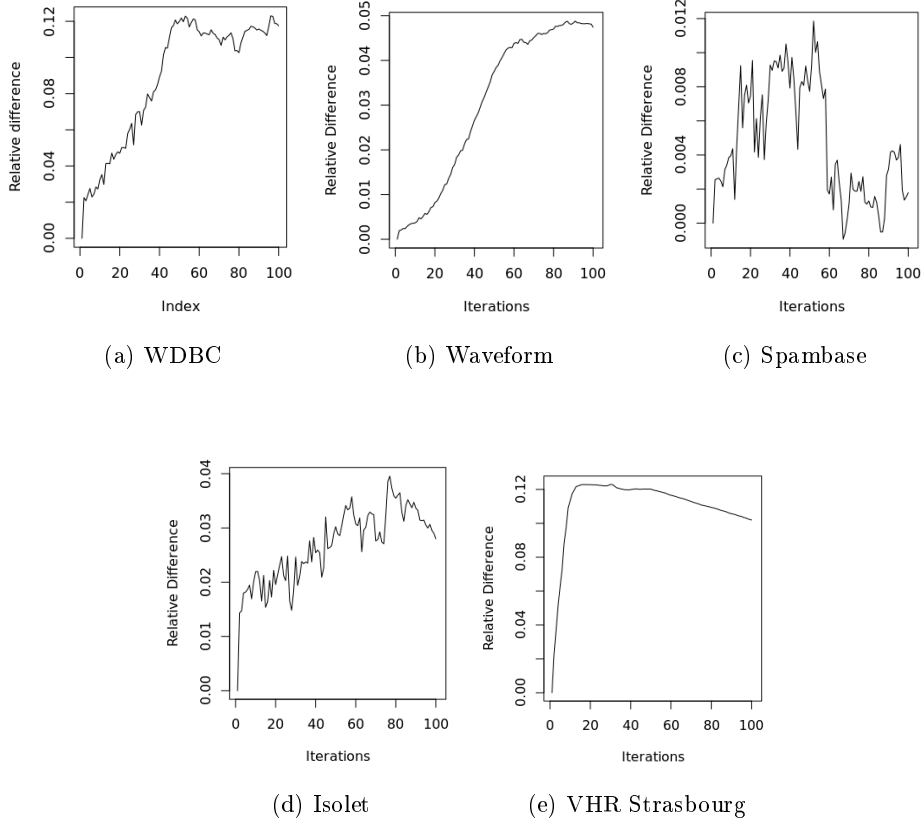 Relative difference
0.00 0.04 0.08 0.12
0 20 40 60 80 100
Index
(a) WDBC
Relative Difference
0.00 0.01 0.02 0.03 0.04 0.05
0 20 40 60 80 100
Iterations
(b) Waveform
Relative Difference
0.000 0.004 0.008 0.012
0 20 40 60 80 100
Iterations
(c) Spambase
Relative Difference
0.00 0.01 0.02 0.03 0.04
0 20 40 60 80 100
Iterations
(d) Isolet
Relative Difference
0.00 0.04 0.08 0.12
0 20 40 60 80 100
Iterations
(e) VHR Strasbourg